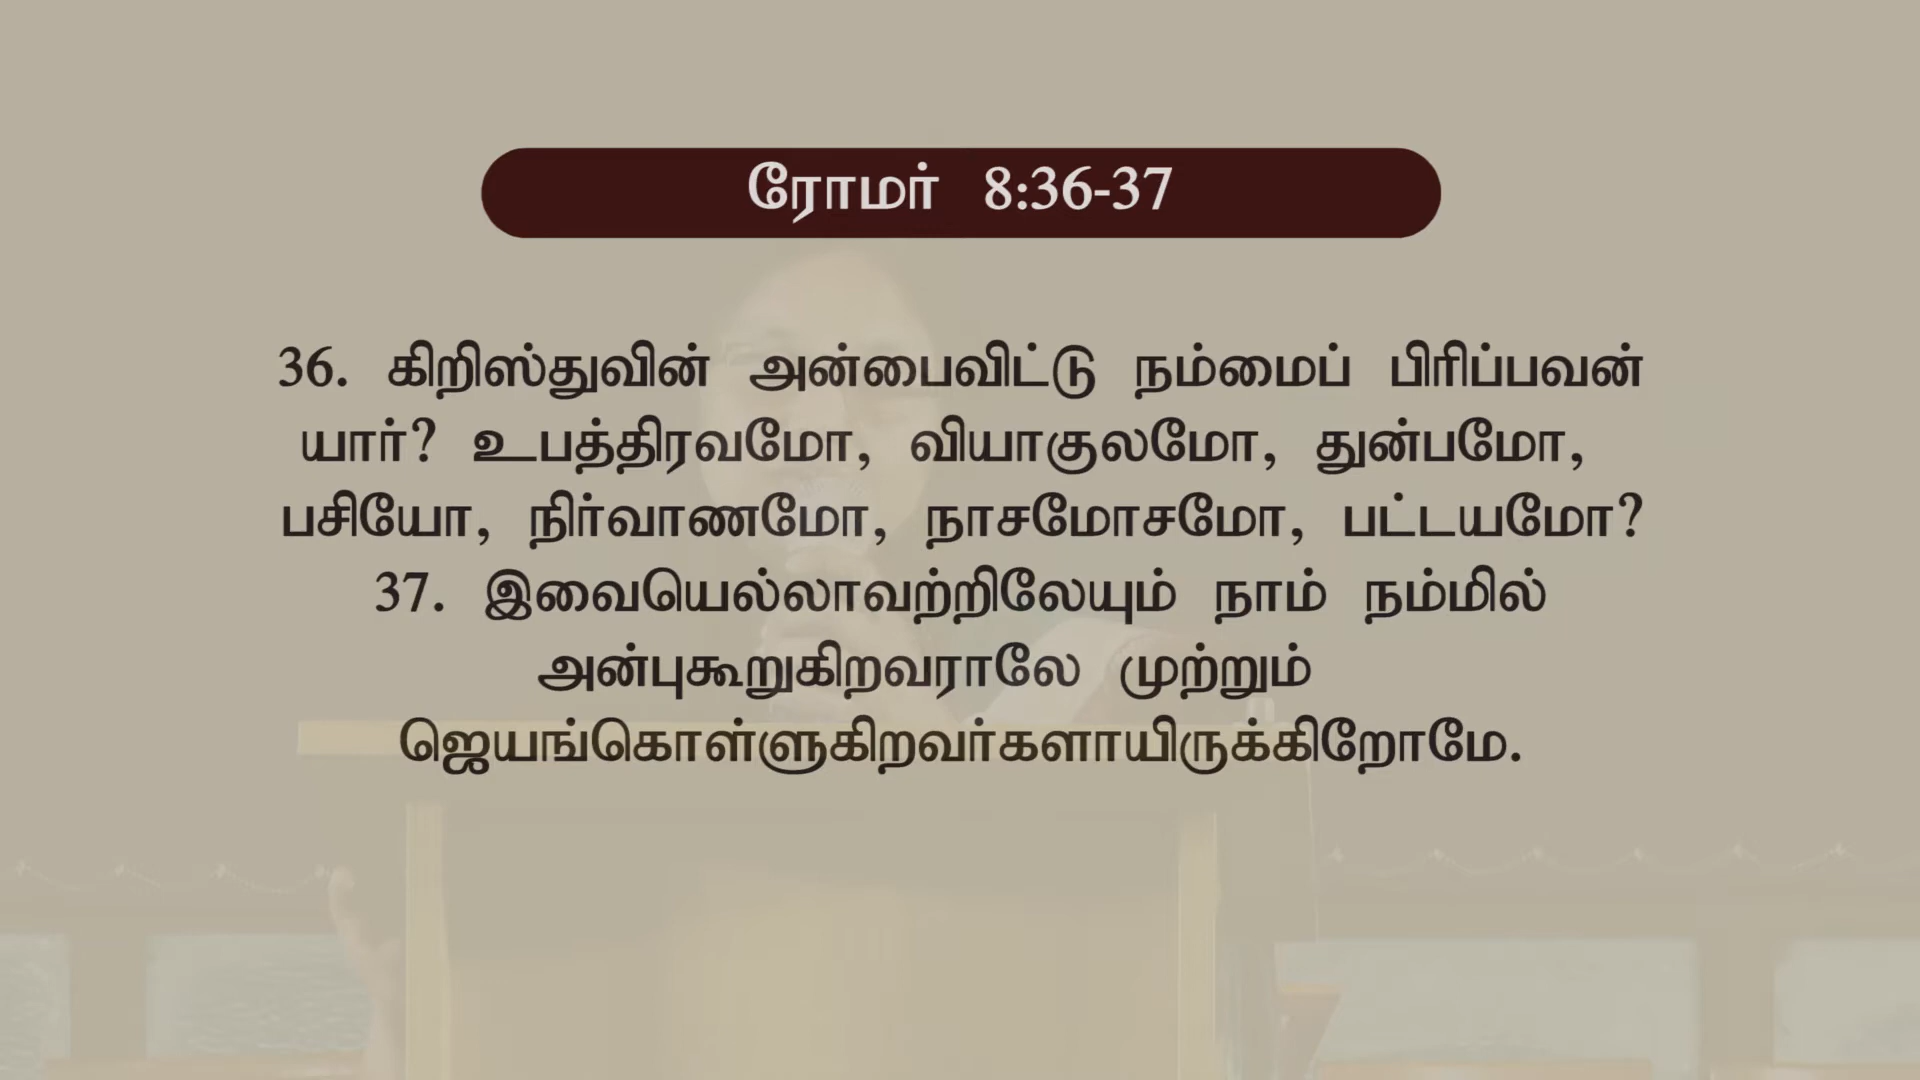 ரோமர் 8:36-37
36. கிறிஸ்துவின் அன்பைவிட்டு நம்மைப் பிரிப்பவன்
யார்? உபத்திரவமோ, வியாகுலமோ, துன்பமோ,
பசியோ, நிர்வாணமோ, நாசமோசமோ, பட்டயமோ?
37. இவையெல்லாவற்றிலேயும் நாம் நம்மில்
அன்புகூறுகிறவராலே முற்றும்
ஜெயங்கொள்ளுகிறவர்களாயிருக்கிறோமே.